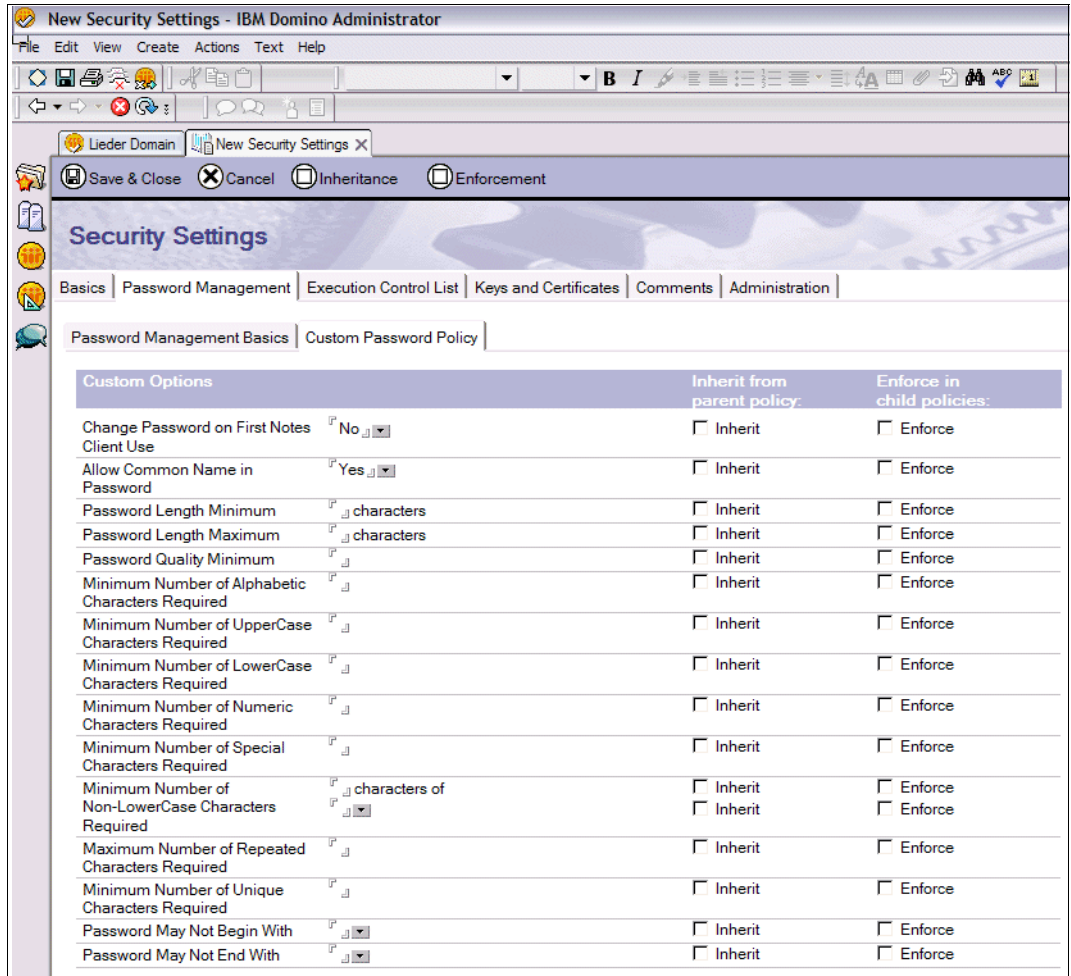 New Security Settings - IBM Domino Administrator
File Edit View Create Actions Text Help
B I ABC 1
Lieder Domain New Security Settings
Save & Close Cancel Inheritance Enforcement
Security Settings
Basics Password Management Execution Control List Keys and Certificates Comments Administration
Password Management Basics Custom Password Policy
Custom Options Inherit from Enforce in
parent policy: child policies:
Change Password on First Notes No Inherit Enforce
Client Use
Allow Common Name in Yes Inherit Enforce
Password
Password Length Minimum characters Inherit Enforce
Password Length Maximum characters Inherit Enforce
Password Quality Minimum Inherit Enforce
Minimum Number of Alphabetic Inherit Enforce
Characters Required
Minimum Number of UpperCase Inherit Enforce
Characters Required
Minimum Number of LowerCase Inherit Enforce
Characters Required
Minimum Number of Numeric Inherit Enforce
Characters Required
Minimum Number of Special Inherit Enforce
Characters Required
Minimum Number of characters of Inherit Enforce
Non-LowerCase Characters Inherit Enforce
Required
Maximum Number of Repeated Inherit Enforce
Characters Required
Minimum Number of Unique Inherit Enforce
Characters Required
Password May Not Begin With Inherit Enforce
Password May Not End With Inherit Enforce